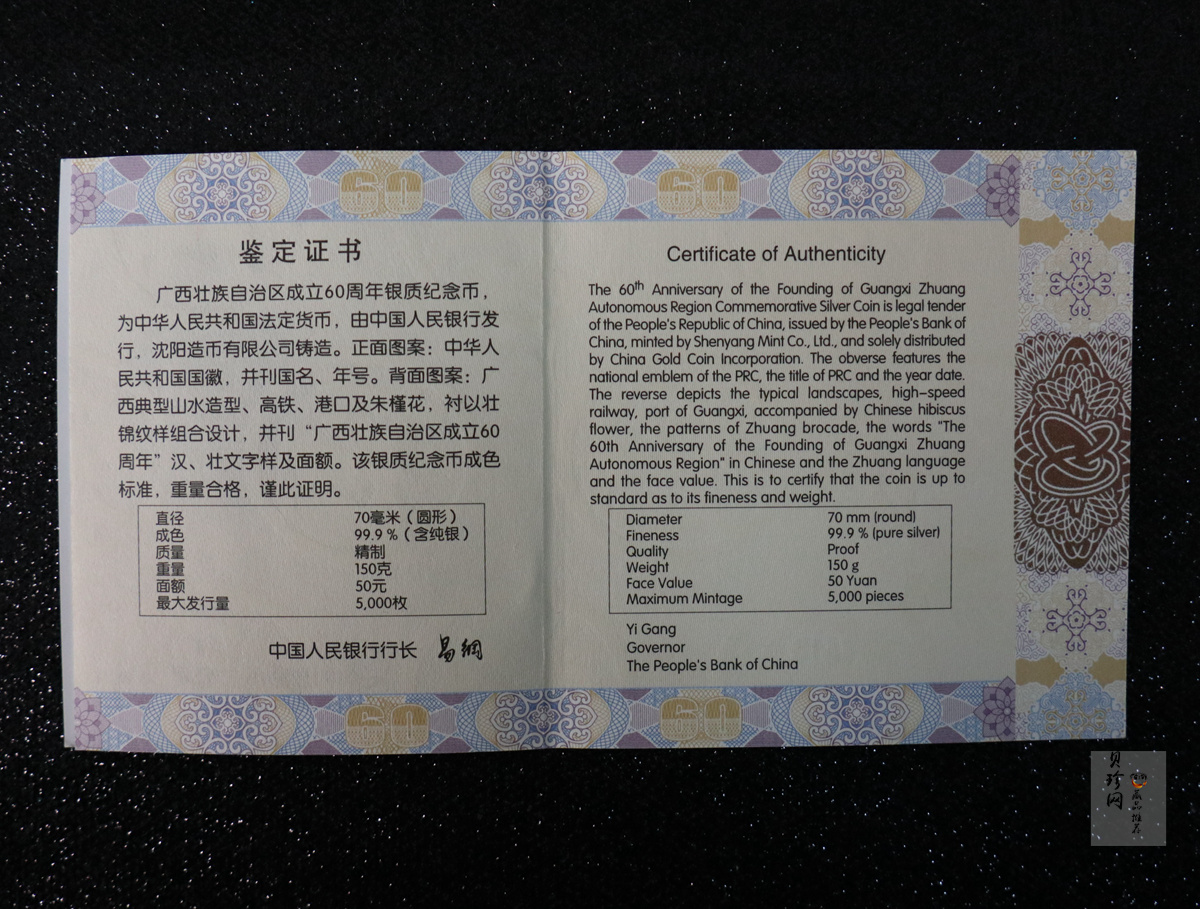 鉴定证书
广西壮族自治区成立60周年银质纪念币，
为中华人民共和国法定货币，由中国人民银行发
行，沈阳造币有限公司铸造。正面图案：中华人
民共和国国徽，并刊国名、年号。背面图案：广
西典型山水造型、高铁、港口及朱槿花，衬以壮
锦纹样组合设计，并刊“广西壮族自治区成立60
周年”汉、壮文字样及面额。该银质纪念币成色
标准，重量合格，谨此证明。
直径 70毫米（圆形）
成色 99.9％（含纯银）
质量 精制
重量 150克
面额 50元
最大发行量 5,000枚
中国人民银行行长 易纲
Certificate of Authenticity
The 60th Anniversary of the Founding of Guangxi Zhuang
Autonomous Region Commemorative Silver Coin is legal tender
of the People's Republic of China, issued by the People's Bank of
China, minted by Shenyang Mint Co., Ltd., and solely distributed
by China Gold Coin Incorporation. The obverse features the
national emblem of the PRC, the title of PRC and the year date.
The reverse depicts the typical landscapes, high-speed
railway, port of Guangxi, accompanied by Chinese hibiscus
flower, the patterns of Zhuang brocade, the words "The
60th Anniversary of the Founding of Guangxi Zhuang
Autonomous Region" in Chinese and the Zhuang language
and the face value. This is to certify that the coin is up to
standard as to its fineness and weight.
Diameter 70 mm (round)
Fineness 99.9 % (pure silver)
Quality Proof
Weight 150 g
Face Value 50 Yuan
Maximum Mintage 5,000 pieces
Yi Gang
Governor
The People's Bank of China
60 60
60 60
贝珍网
藏品推荐